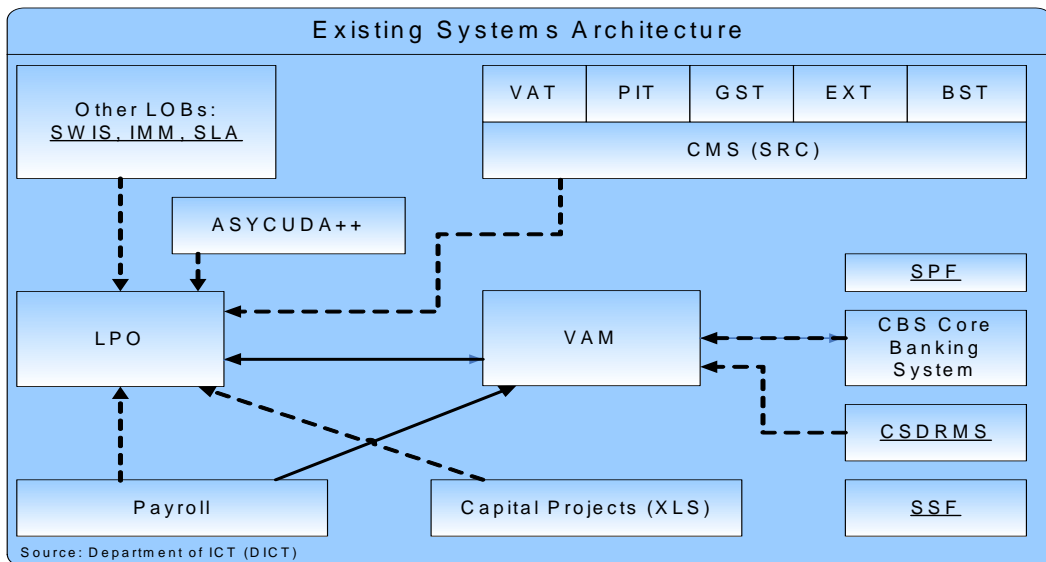 Existing Systems Architecture
Other LOBs:
SWIS, IMM, SLA
VAT
PIT
GST
EXT
BST
CMS (SRC)
ASYCUDA++
SPF
LPO
VAM
CBS Core
Banking
System
CSDRMS
Payroll
Capital Projects (XLS)
SSF
Source: Department of ICT (DICT)